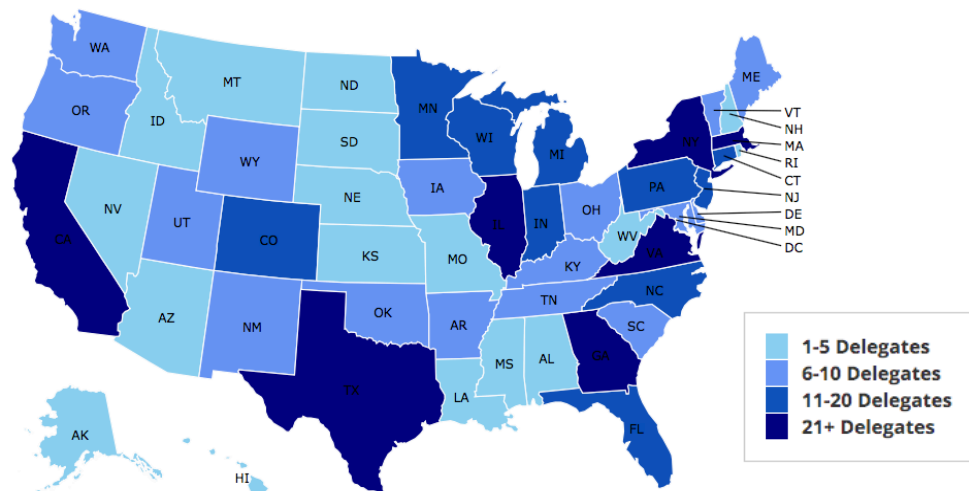 WA
MT
ND
MN
ME
OR
ID
SD
WI
MI
NY
VT
NH
MA
RI
CT
NJ
DE
MD
DC
WY
IA
NE
PA
NV
UT
CO
IL
IN
OH
WV
VA
CA
KS
MO
KY
NC
AZ
NM
OK
AR
TN
SC
TX
LA
MS
AL
GA
FL
AK
HI
1-5 Delegates
6-10 Delegates
11-20 Delegates
21+ Delegates